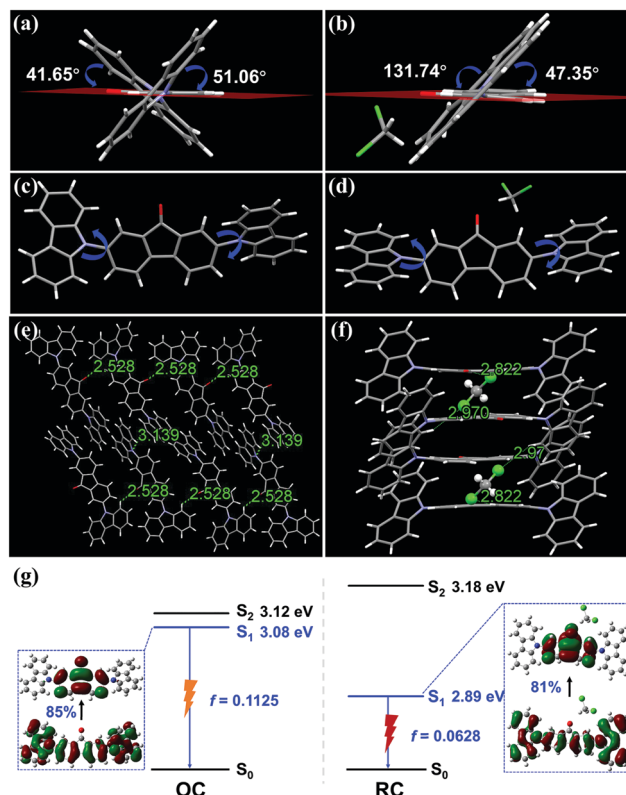 (a)
41.65°
51.06°
(b)
131.74°
47.35°
(c)
(d)
(e)
2.528
2.528
2.528
3.139
3.139
2.528
2.528
2.528
(f)
2.822
2.970
2.97
2.822
(g)
S2 3.12 eV
S1 3.08 eV
85%
f = 0.1125
S0
OC
S2 3.18 eV
S1 2.89 eV
81%
f = 0.0628
S0
RC